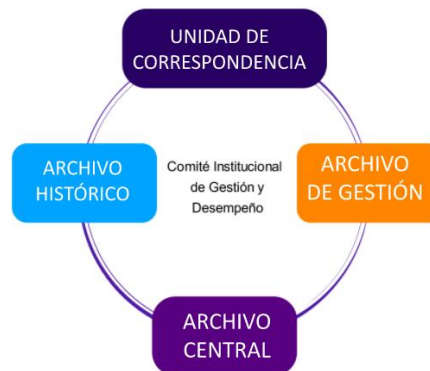 UNIDAD DE
CORRESPONDENCIA
ARCHIVO
HISTÓRICO
Comité Institucional
de Gestión y
Desempeño
ARCHIVO
DE GESTIÓN
ARCHIVO
CENTRAL